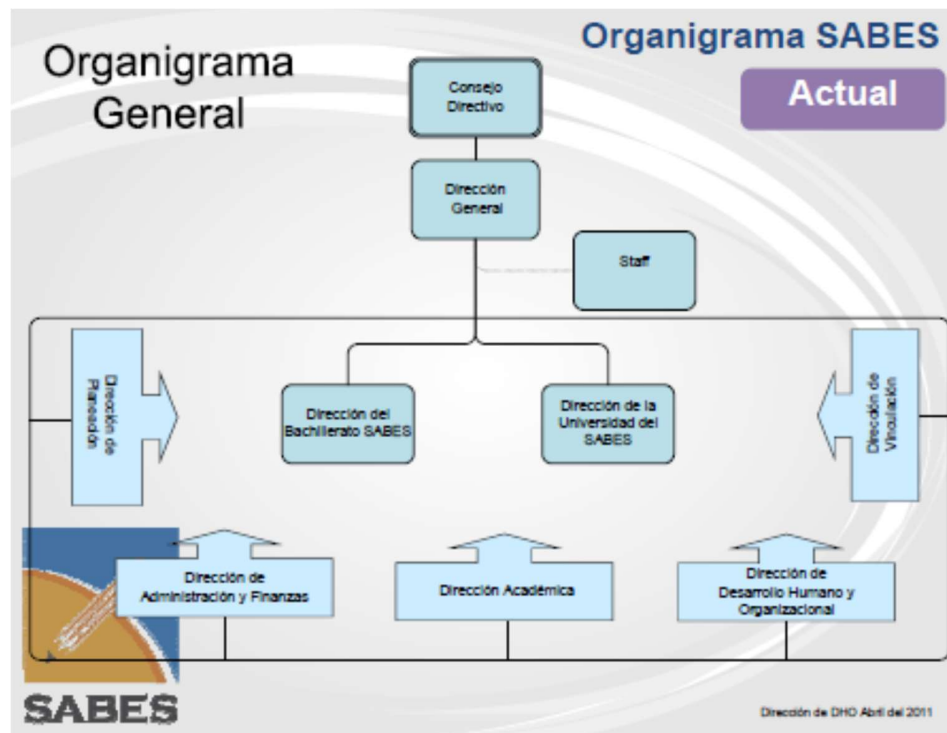 Organigrama
General
Organigrama SABES
Actual
Consejo
Directivo
Dirección
General
Staff
Dirección de
Planeación
Dirección del
Bachillerato SABES
Dirección de la
Universidad del
SABES
Dirección de
Vinculación
Dirección de
Administración y Finanzas
Dirección Académica
Dirección de
Desarrollo Humano y
Organizacional
SABES
Dirección de DHO Abril del 2011